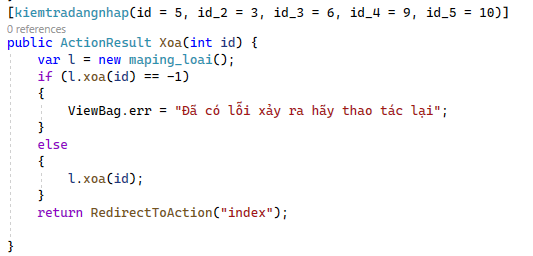 [kiemtradangnhap(id = 5, id_2 = 3, id_3 = 6, id_4 = 9, id_5 = 10)]
0 references
public ActionResult Xoa(int id) {
var l = new maping_loai();
if (l.xoa(id) == -1)
{
ViewBag.err = "Đã có lỗi xảy ra hãy thao tác lại";
}
else
{
l.xoa(id);
}
return RedirectToAction("index");
}